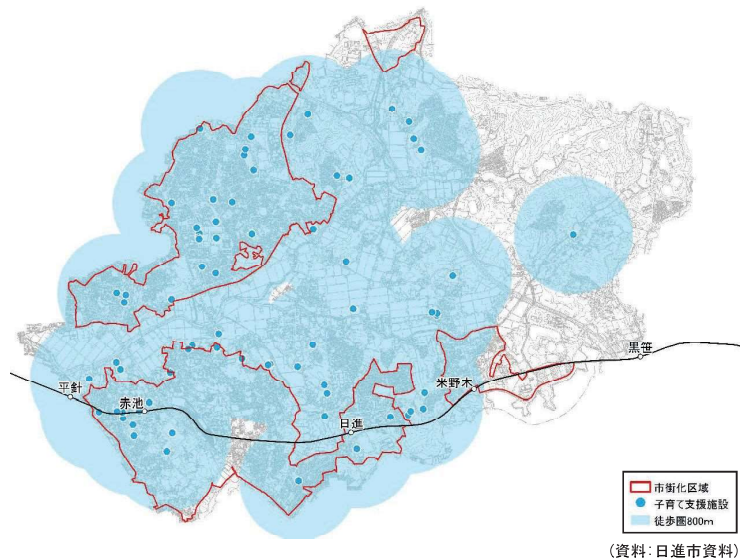 黒笹
米野木
平針
赤池
日進
市街化区域
子育て支援施設
徒歩圏800m
(資料:日進市資料)